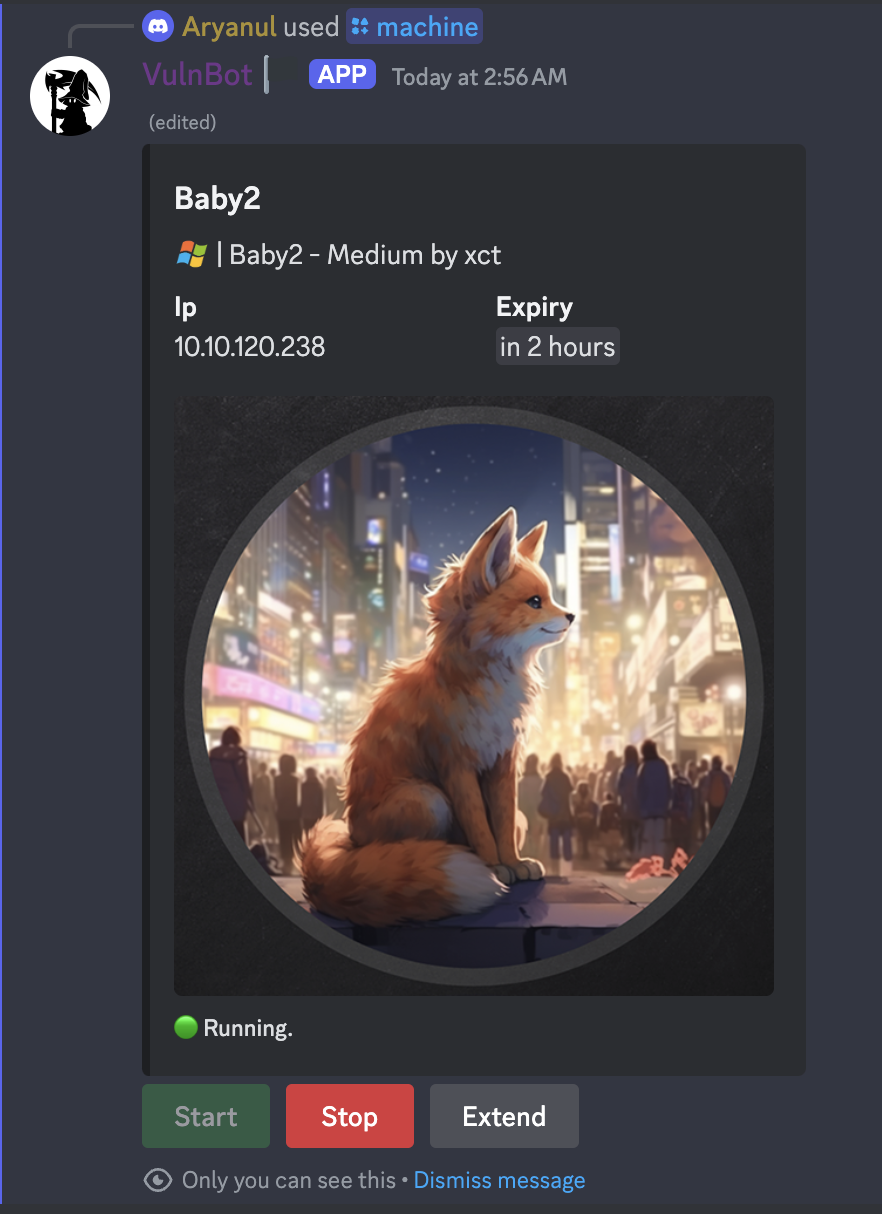 Aryanul used machine
VulnBot [ APP Today at 2:56 AM
(edited)
Baby2
| Baby2 - Medium by xct
Ip Expiry
10.10.120.238 in 2 hours
Running.
Start Stop Extend
Only you can see this • Dismiss message